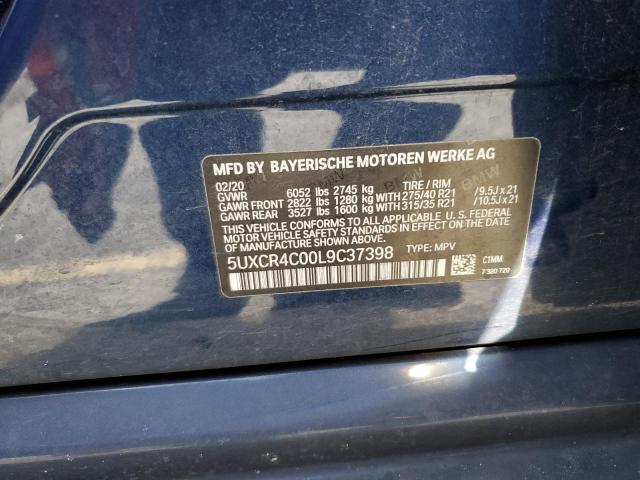 MFD BY BAYERISCHE MOTOREN WERKE AG
02/20
GVWR 6052 lbs 2745 kg TIRE / RIM
GAWR FRONT 2822 lbs 1280 kg WITH 275/40 R21 /9.5J x 21
GAWR REAR 3527 lbs 1600 kg WITH 315/35 R21 /10.5J x 21
THIS VEHICLE CONFORMS TO ALL APPLICABLE U. S. FEDERAL
MOTOR VEHICLE SAFETY STANDARDS IN EFFECT ON THE DATE
OF MANUFACTURE SHOWN ABOVE.
5UXCR4C00L9C37398 TYPE: MPV
C1MM
7 320 729